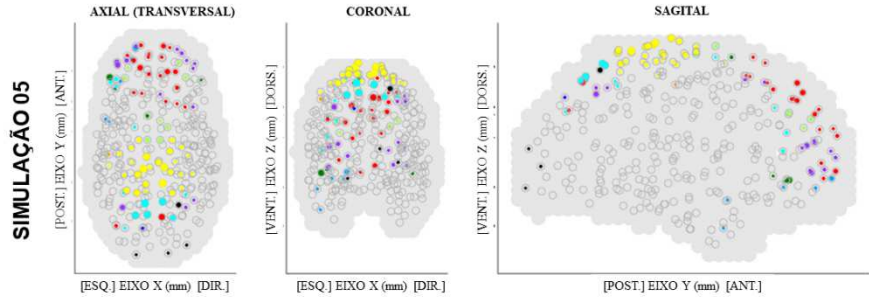 AXIAL (TRANSVERSAL)
CORONAL
SAGITAL
SIMULAÇÃO 05
[POST.] EIXO Y (mm) [ANT.]
[VENT.] EIXO Z (mm) [DORS.]
[VENT.] EIXO Z (mm) [DORS.]
[ESQ.] EIXO X (mm) [DIR.]
[ESQ.] EIXO X (mm) [DIR.]
[POST.] EIXO Y (mm) [ANT.]